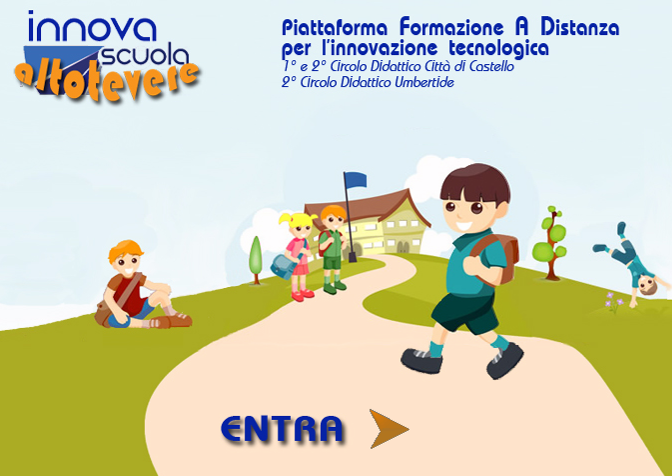 innova
scuola
altotevere
Piattaforma Formazione A Distanza
per l'innovazione tecnologica
1° e 2° Circolo Didattico Città di Castello
2° Circolo Didattico Umbertide
ENTRA